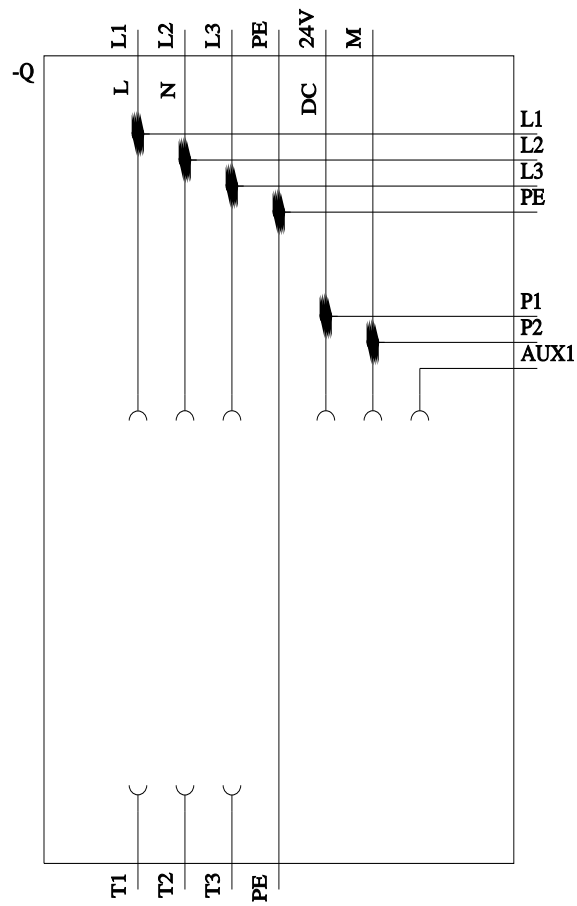 L1 L2 L3 PE 24V M
-Q
L N DC
L1
L2
L3
PE
P1
P2
AUX1
T1 T2 T3 PE